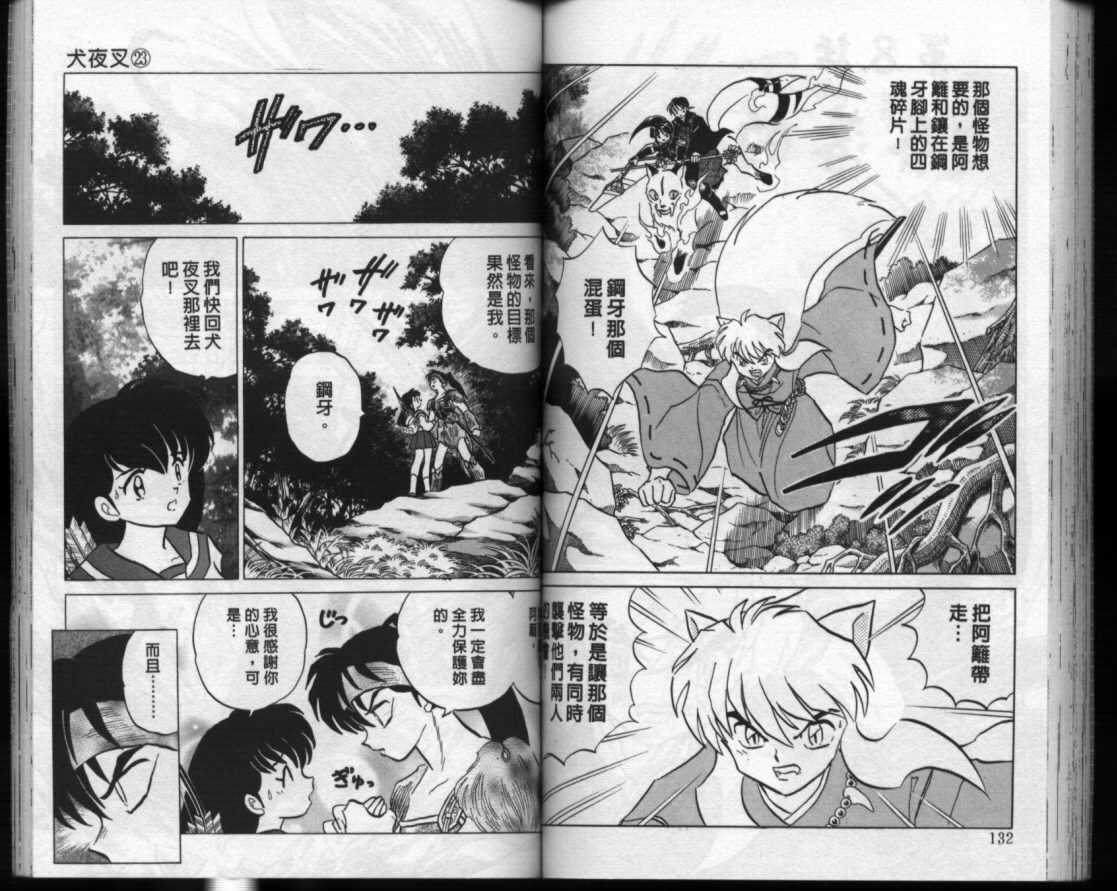 那個怪物想
要的，是阿
籬和鑲在鋼
牙腳上的四
魂碎片！
鋼牙那個
混蛋！
把阿籬帶
走…
等於是讓那個
怪物，有同時
襲擊他們兩人
132
犬夜叉㉓
ザワ…
看來，那個
怪物的目標
果然是我。
ザワ
ザワ
鋼牙。
我們快回犬
夜叉那裡去
吧！
我一定會盡
全力保護妳
的。
じっ
ぎゅっ
我很感謝你
的心意，可
是…
而且…………